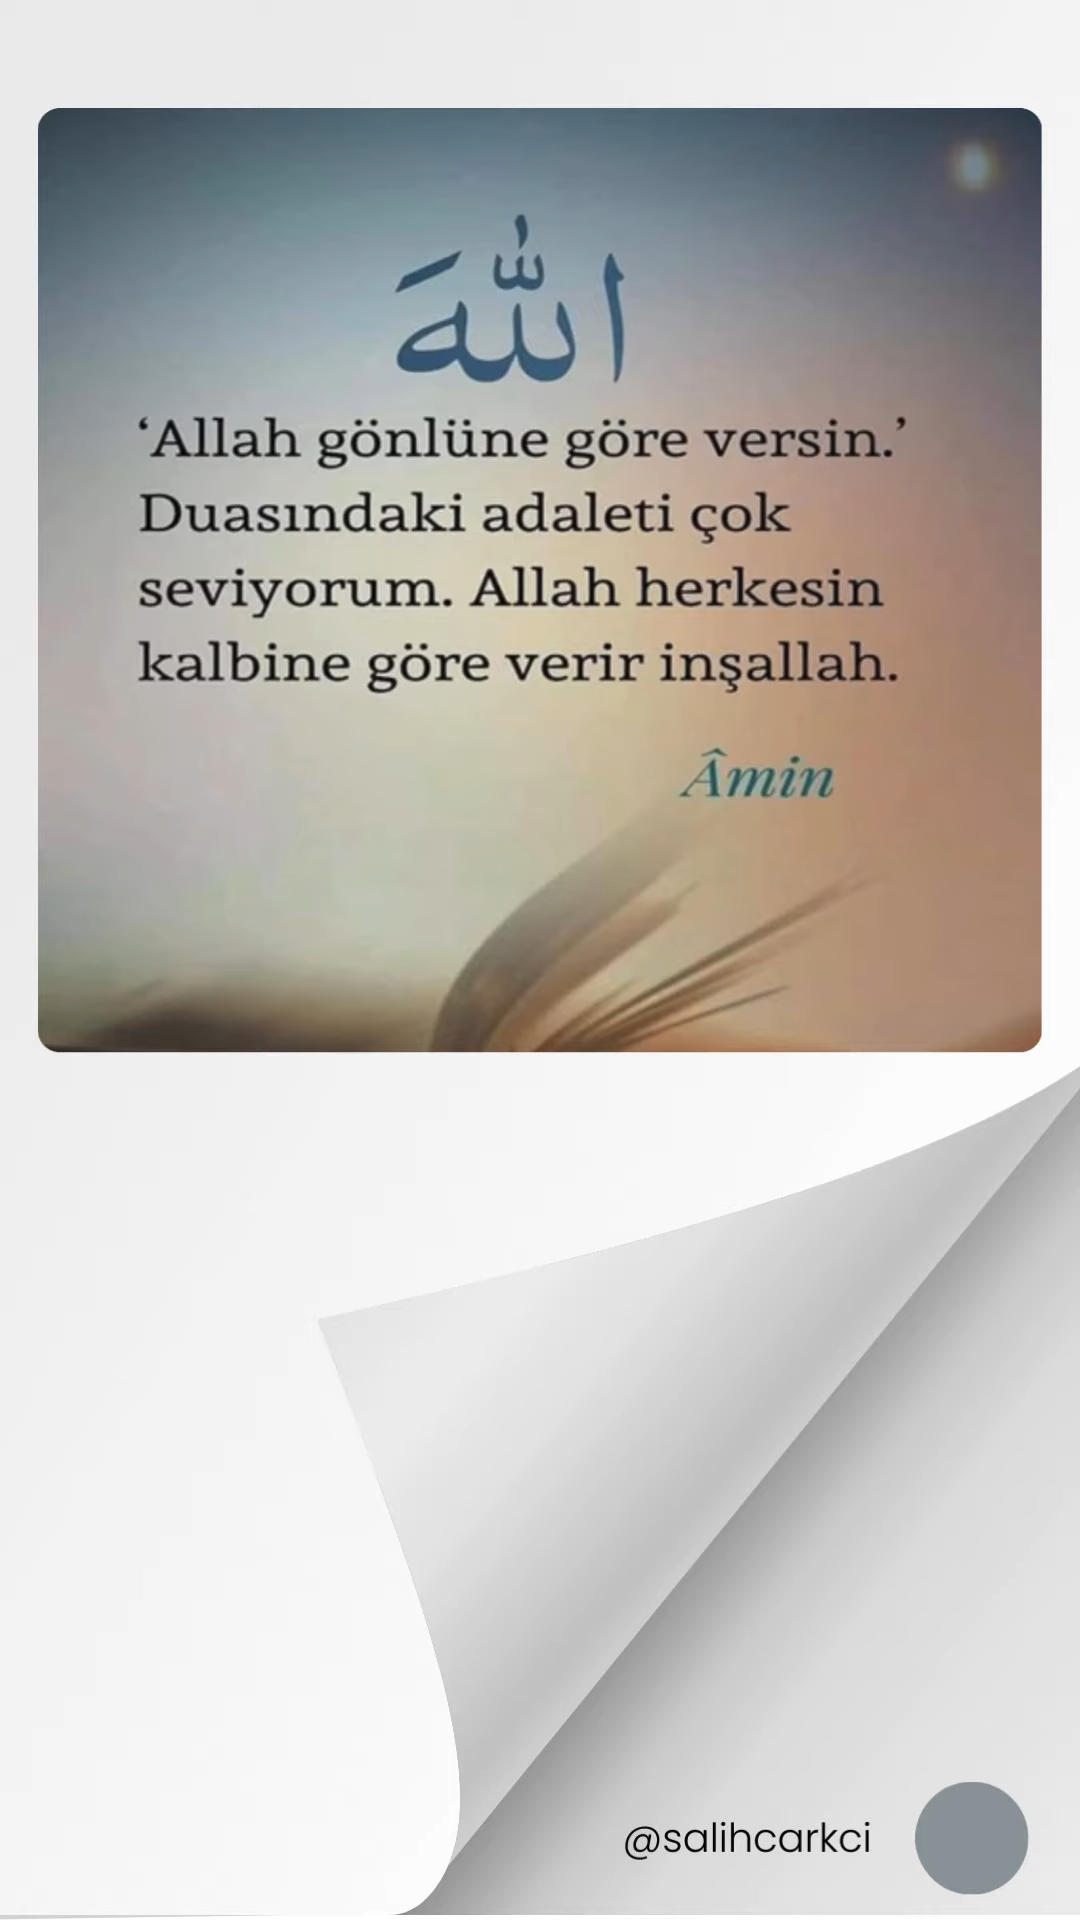 اللهَ
‘Allah gönlüne göre versin.’
Duasındaki adaleti çok
seviyorum. Allah herkesin
kalbine göre verir inşallah.
Âmin
@salihcarkci